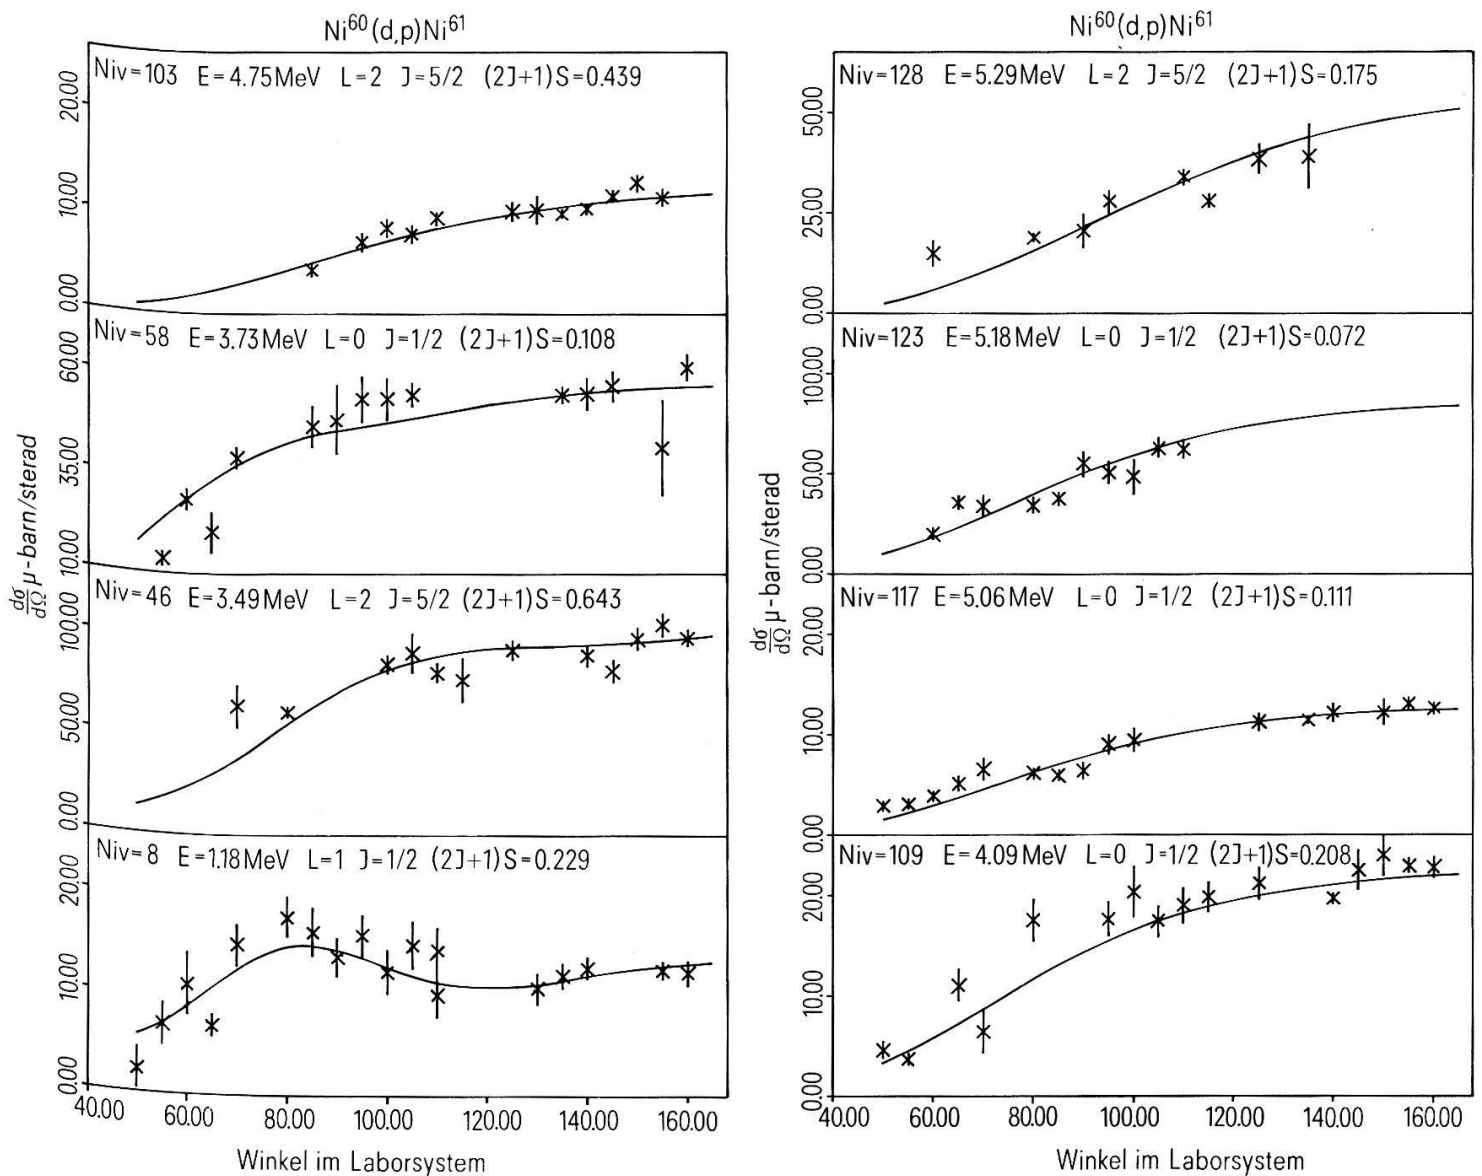 Ni⁶⁰(d,p)Ni⁶¹
Niv=103 E=4.75MeV L=2 J=5/2 (2J+1)S=0.439
20.00
10.00
0.00
Niv=58 E=3.73MeV L=0 J=1/2 (2J+1)S=0.108
60.00
35.00
10.00
Niv=46 E=3.49MeV L=2 J=5/2 (2J+1)S=0.643
100.00
50.00
0.00
Niv=8 E=1.18MeV L=1 J=1/2 (2J+1)S=0.229
20.00
10.00
0.00
dσ/dΩ μ-barn/sterad
40.00 60.00 80.00 100.00 120.00 140.00 160.00
Winkel im Laborsystem
Ni⁶⁰(d,p)Ni⁶¹
Niv=128 E=5.29MeV L=2 J=5/2 (2J+1)S=0.175
50.00
25.00
0.00
Niv=123 E=5.18MeV L=0 J=1/2 (2J+1)S=0.072
100.00
50.00
0.00
Niv=117 E=5.06MeV L=0 J=1/2 (2J+1)S=0.111
20.00
10.00
0.00
Niv=109 E=4.09MeV L=0 J=1/2 (2J+1)S=0.208
20.00
10.00
0.00
dσ/dΩ μ-barn/sterad
40.00 60.00 80.00 100.00 120.00 140.00 160.00
Winkel im Laborsystem